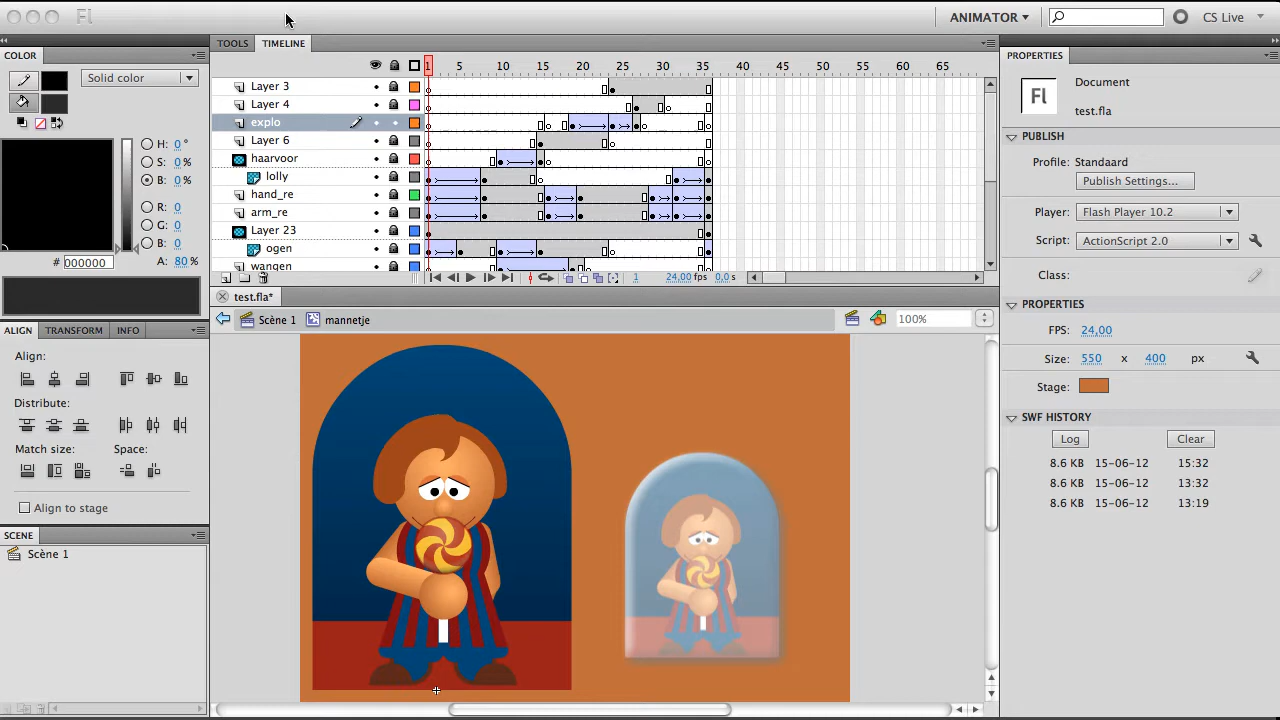 Fl
ANIMATOR
CS Live
COLOR
Solid color
H: 0 °
S: 0 %
B: 0 %
R: 0
G: 0
B: 0
# 000000
A: 80 %
ALIGN
TRANSFORM
INFO
Align:
Distribute:
Match size:
Space:
Align to stage
SCENE
Scène 1
TOOLS
TIMELINE
1 5 10 15 20 25 30 35 40 45 50 55 60 65
Layer 3
Layer 4
explo
Layer 6
haarvoor
lolly
hand_re
arm_re
Layer 23
ogen
wangen
1
24,00 fps
0,0 s
test.fla*
Scène 1
mannetje
100%
PROPERTIES
Fl
Document
test.fla
PUBLISH
Profile: Standaard
Publish Settings...
Player: Flash Player 10.2
Script: ActionScript 2.0
Class:
PROPERTIES
FPS: 24,00
Size: 550 x 400 px
Stage:
SWF HISTORY
Log
Clear
8.6 KB 15-06-12 15:32
8.6 KB 15-06-12 13:32
8.6 KB 15-06-12 13:19